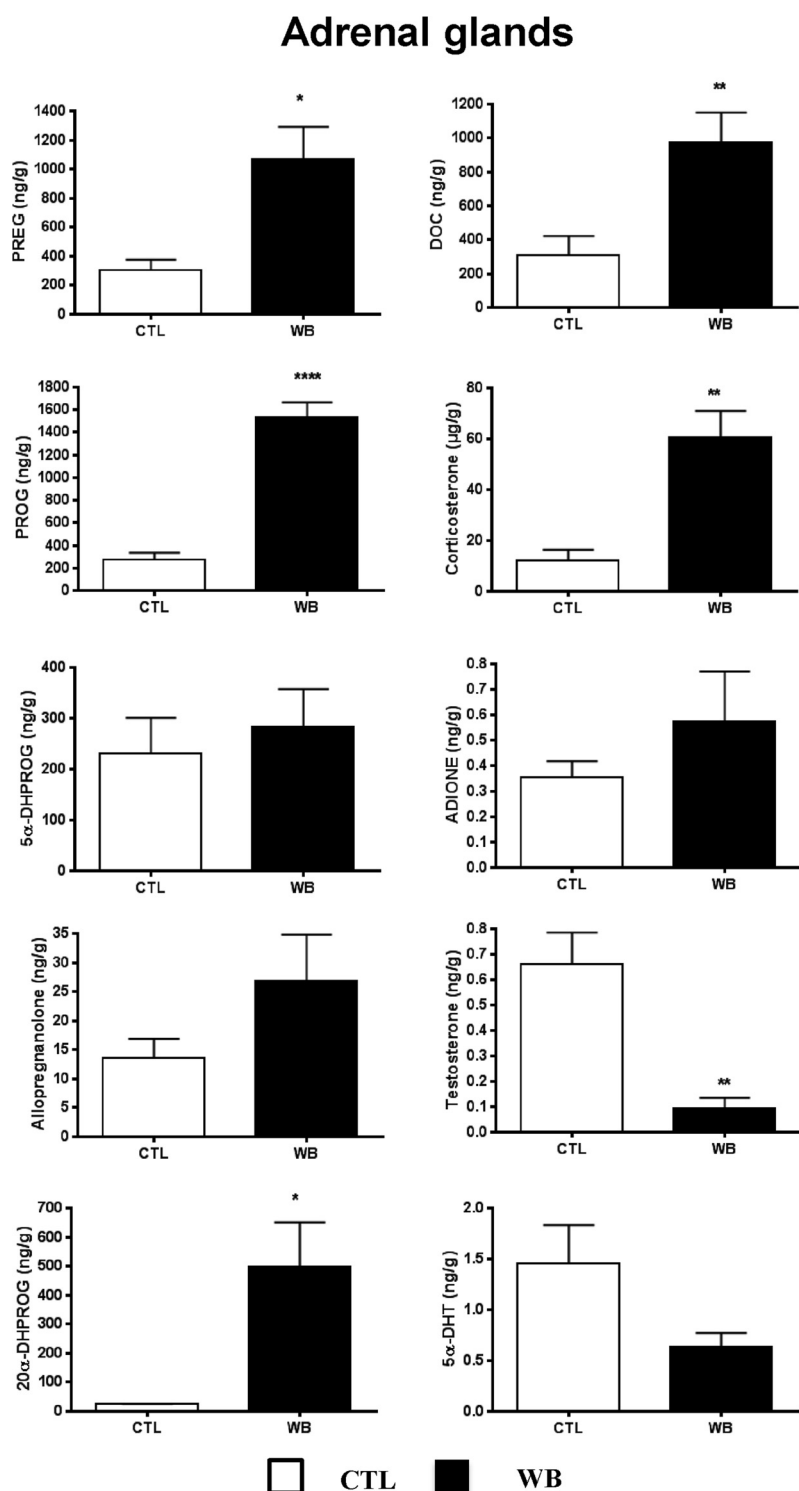 Adrenal glands
*
1400
1200
1000
800
600
400
200
0
PREG (ng/g)
CTL
WB
**
1200
1000
800
600
400
200
0
DOC (ng/g)
CTL
WB
****
1800
1600
1400
1200
1000
800
600
400
200
0
PROG (ng/g)
CTL
WB
**
80
60
40
20
0
Corticosterone (µg/g)
CTL
WB
400
300
200
100
0
5α-DHPROG (ng/g)
CTL
WB
0.8
0.7
0.6
0.5
0.4
0.3
0.2
0.1
0.0
ADIONE (ng/g)
CTL
WB
35
30
25
20
15
10
5
0
Allopregnanolone (ng/g)
CTL
WB
0.8
0.7
0.6
0.5
0.4
0.3
0.2
0.1
0.0
Testosterone (ng/g)
**
CTL
WB
*
700
600
500
400
300
200
100
0
20α-DHPROG (ng/g)
CTL
WB
2.0
1.5
1.0
0.5
0.0
5α-DHT (ng/g)
CTL
WB
CTL WB